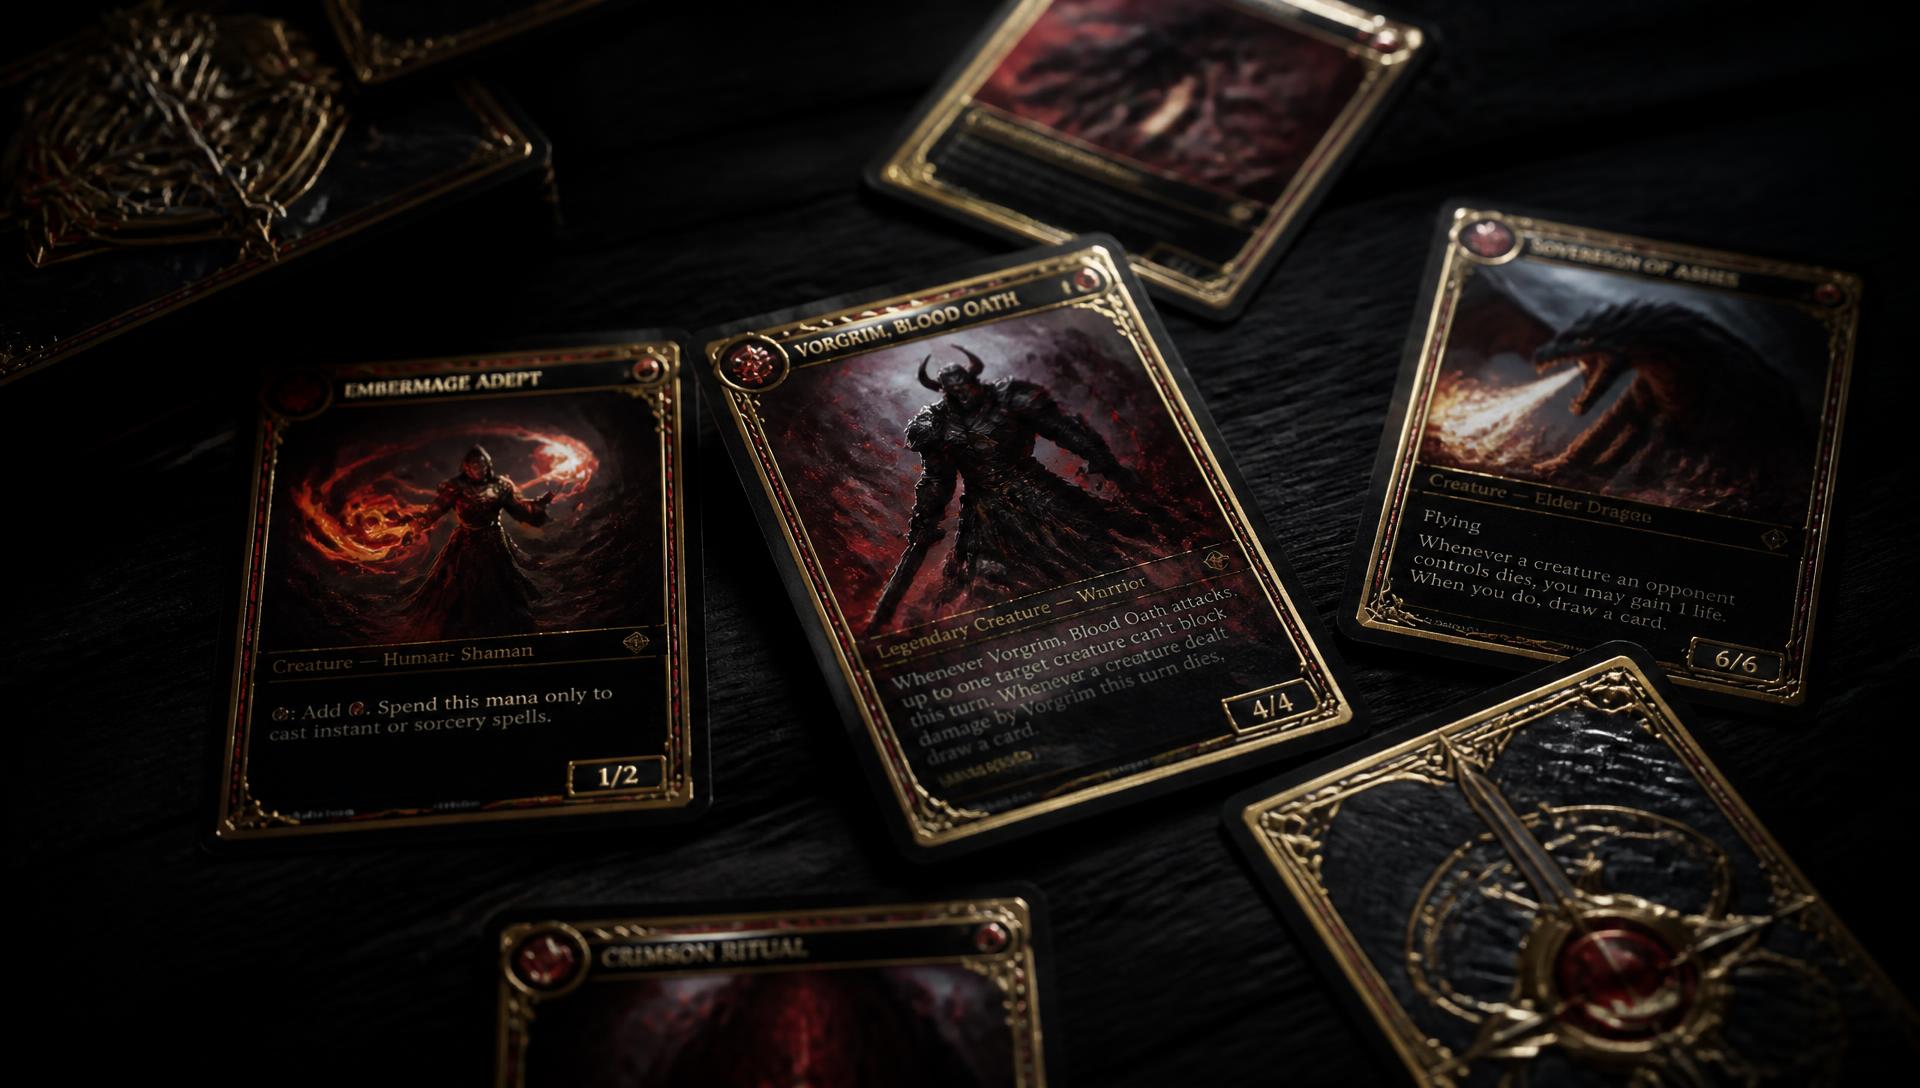 EMBERMAGE ADEPT
Creature — Human Shaman
: Add . Spend this mana only to
cast instant or sorcery spells.
1/2
VORGRIM, BLOOD OATH
Legendary Creature — Warrior
Whenever Vorgrim, Blood Oath attacks,
up to one target creature can't block
this turn. Whenever a creature dealt
damage by Vorgrim this turn dies,
draw a card.
4/4
SOVEREIGN OF ASHES
Creature — Elder Dragon
Flying
Whenever a creature an opponent
controls dies, you may gain 1 life.
When you do, draw a card.
6/6
CRIMSON RITUAL